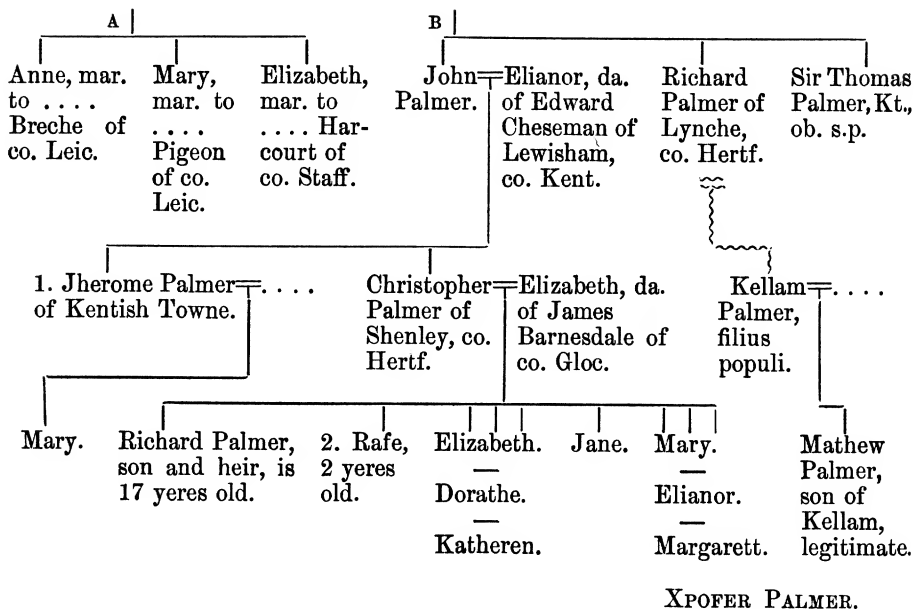 A
B
Anne, mar.
to ....
Breche of
co. Leic.
Mary,
mar. to
....
Pigeon
of co.
Leic.
Elizabeth,
mar. to
.... Har-
court of
co. Staff.
John
Palmer.
Elianor, da.
of Edward
Cheseman of
Lewisham,
co. Kent.
Richard
Palmer of
Lynche,
co. Hertf.
Sir Thomas
Palmer, Kt.,
ob. s.p.
1. Jherome Palmer
of Kentish Towne.
....
Christopher
Palmer of
Shenley, co.
Hertf.
Elizabeth, da.
of James
Barnesdale of
co. Gloc.
Kellam
Palmer,
filius
populi.
....
Mary.
Richard Palmer,
son and heir, is
17 yeres old.
2. Rafe,
2 yeres
old.
Elizabeth.
—
Dorathe.
—
Katheren.
Jane.
Mary.
—
Elianor.
—
Margarett.
Mathew
Palmer,
son of
Kellam,
legitimate.
XPOFER PALMER.